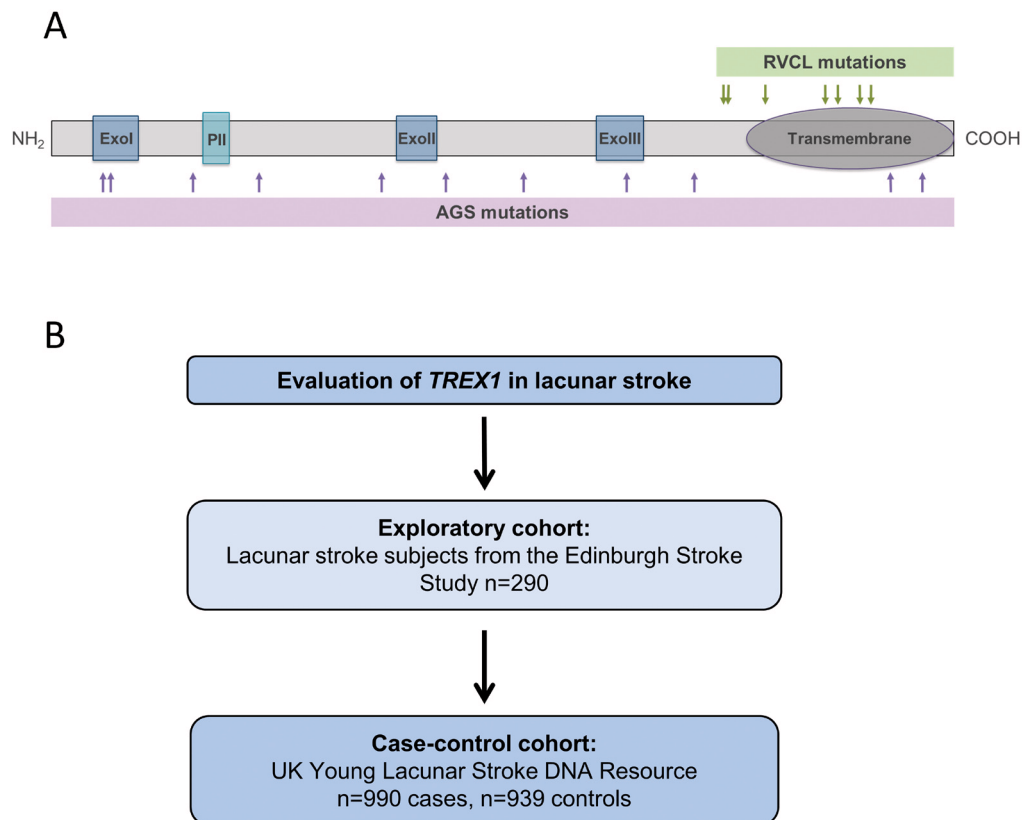 A
RVCL mutations
NH2 ExoI PII ExoII ExoIII Transmembrane COOH
AGS mutations
B
Evaluation of TREX1 in lacunar stroke
Exploratory cohort:
Lacunar stroke subjects from the Edinburgh Stroke
Study n=290
Case-control cohort:
UK Young Lacunar Stroke DNA Resource
n=990 cases, n=939 controls